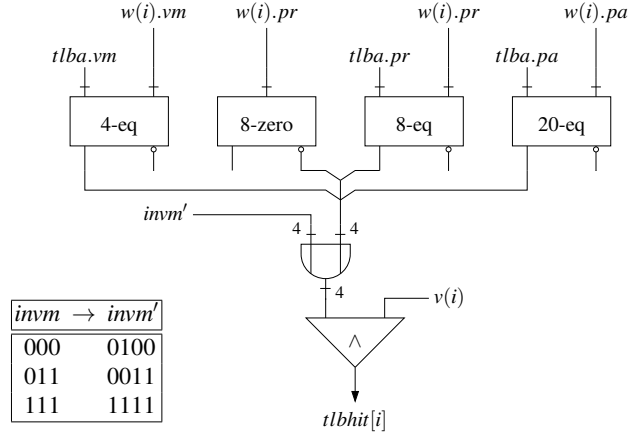 w(i).vm w(i).pr w(i).pr w(i).pa
tlba.vm tlba.pr tlba.pa
4-eq 8-zero 8-eq 20-eq
invm′
4 4
4
v(i)
∧
tlbhit[i]
invm → invm′
000 0100
011 0011
111 1111